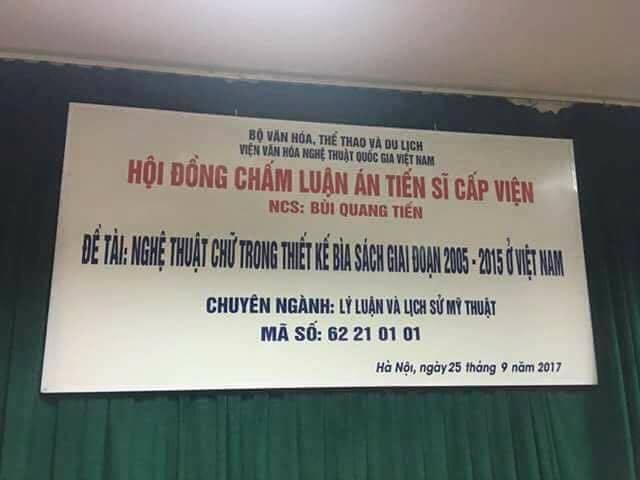 BỘ VĂN HÓA, THỂ THAO VÀ DU LỊCH
VIỆN VĂN HÓA NGHỆ THUẬT QUỐC GIA VIỆT NAM
HỘI ĐỒNG CHẤM LUẬN ÁN TIẾN SĨ CẤP VIỆN
NCS: BÙI QUANG TIẾN
ĐỀ TÀI: NGHỆ THUẬT CHỮ TRONG THIẾT KẾ BÌA SÁCH GIAI ĐOẠN 2005 - 2015 Ở VIỆT NAM
CHUYÊN NGÀNH: LÝ LUẬN VÀ LỊCH SỬ MỸ THUẬT
MÃ SỐ: 62 21 01 01
Hà Nội, ngày 25 tháng 9 năm 2017